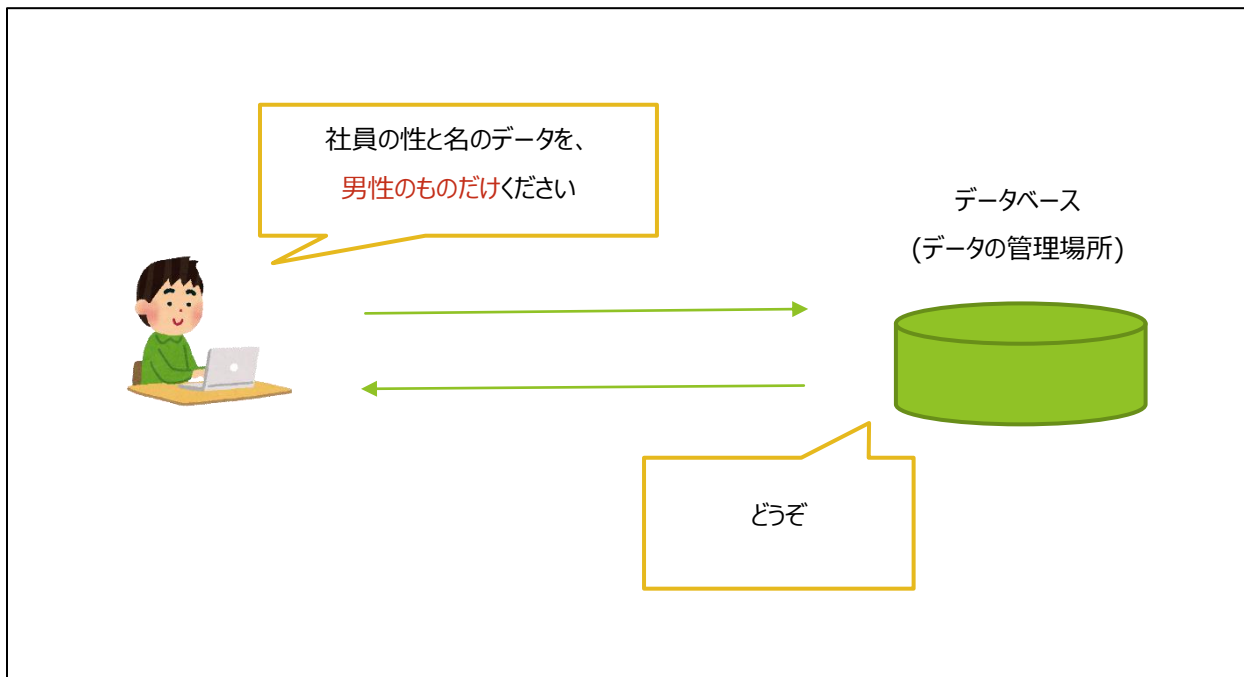 社員の性と名のデータを、
男性のものだけください
データベース
(データの管理場所)
どうぞ